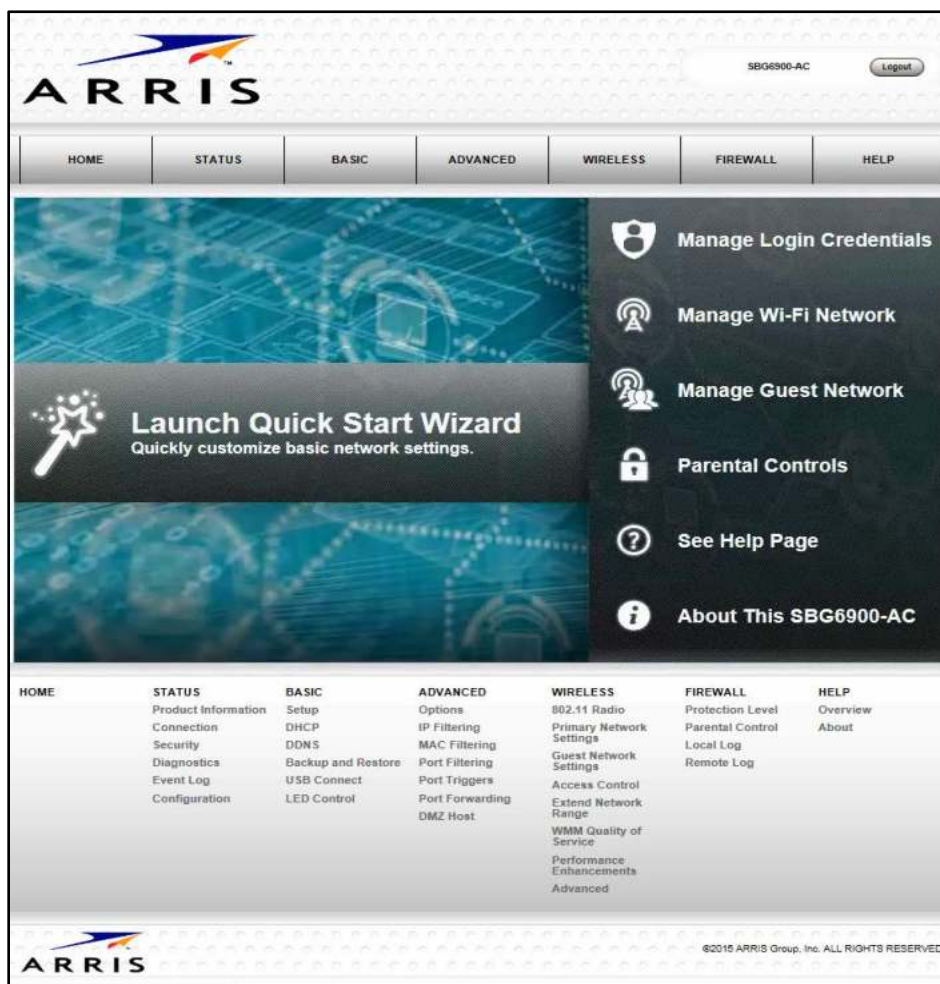 ARRIS
SBG6900-AC
Logout
HOME
STATUS
BASIC
ADVANCED
WIRELESS
FIREWALL
HELP
Manage Login Credentials
Manage Wi-Fi Network
Manage Guest Network
Parental Controls
See Help Page
About This SBG6900-AC
Launch Quick Start Wizard
Quickly customize basic network settings.
HOME
STATUS
Product Information
Connection
Security
Diagnostics
Event Log
Configuration
BASIC
Setup
DHCP
DDNS
Backup and Restore
USB Connect
LED Control
ADVANCED
Options
IP Filtering
MAC Filtering
Port Filtering
Port Triggers
Port Forwarding
DMZ Host
WIRELESS
802.11 Radio
Primary Network
Settings
Guest Network
Settings
Access Control
Extend Network
Range
WMM Quality of
Service
Performance
Enhancements
Advanced
FIREWALL
Protection Level
Parental Control
Local Log
Remote Log
HELP
Overview
About
ARRIS
©2015 ARRIS Group, Inc. ALL RIGHTS RESERVED